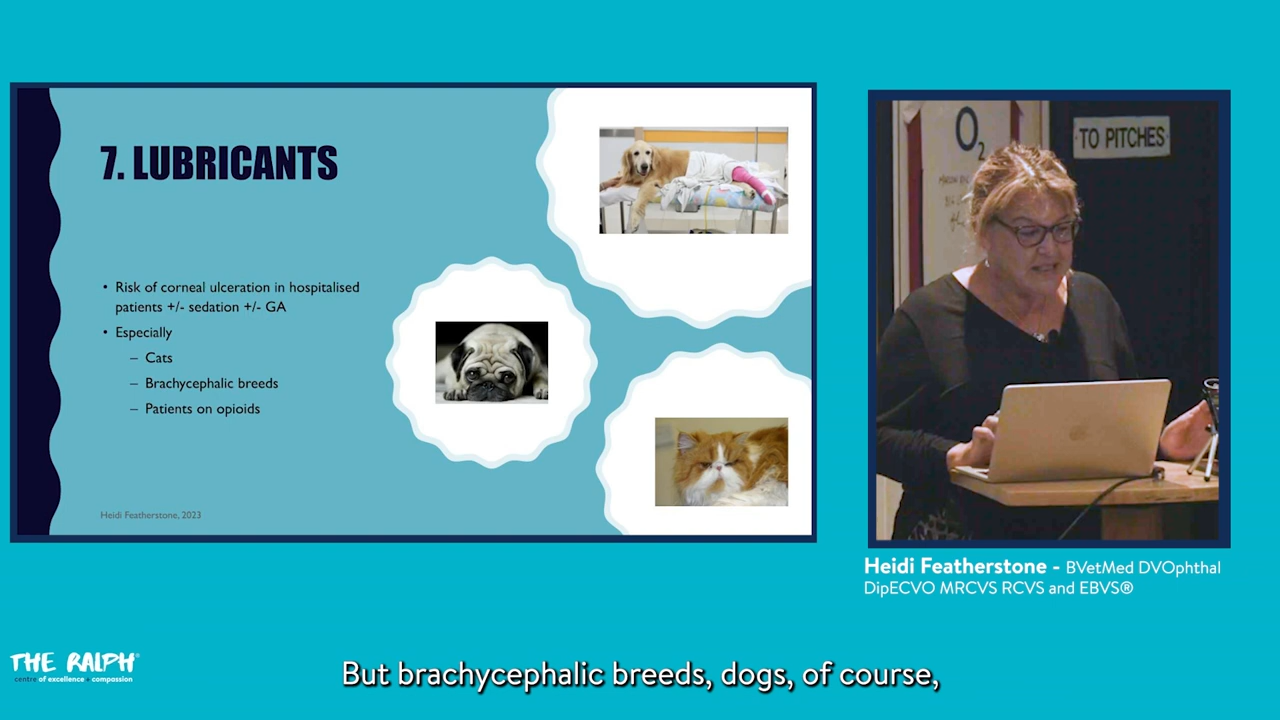 7. LUBRICANTS
• Risk of corneal ulceration in hospitalised
patients +/- sedation +/- GA
• Especially
– Cats
– Brachycephalic breeds
– Patients on opioids
Heidi Featherstone, 2023
O2
TO PITCHES
Heidi Featherstone - BVetMed DVOphthal
DipECVO MRCVS RCVS and EBVS®
THE RALPH®
centre of excellence + compassion
But brachycephalic breeds, dogs, of course,